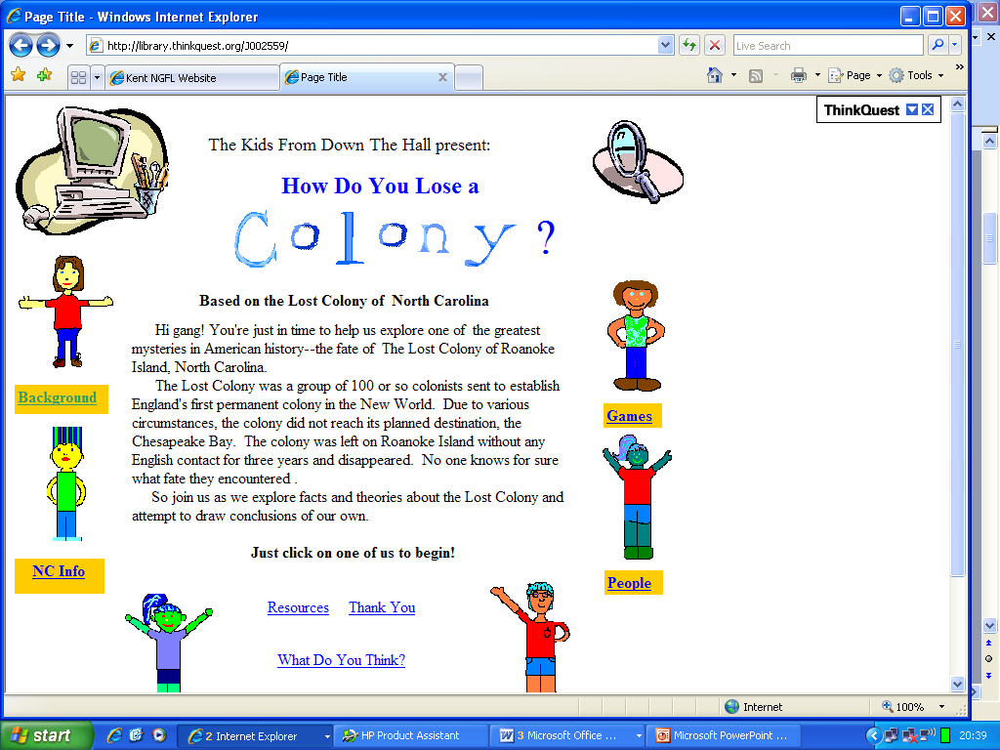 Page Title - Windows Internet Explorer
http://library.thinkquest.org/J002559/
Live Search
Kent NGFL Website
Page Title
Page
Tools
ThinkQuest
The Kids From Down The Hall present:
How Do You Lose a
Colony ?
Based on the Lost Colony of North Carolina
Hi gang! You're just in time to help us explore one of the greatest
mysteries in American history--the fate of The Lost Colony of Roanoke
Island, North Carolina.
The Lost Colony was a group of 100 or so colonists sent to establish
England's first permanent colony in the New World. Due to various
circumstances, the colony did not reach its planned destination, the
Chesapeake Bay. The colony was left on Roanoke Island without any
English contact for three years and disappeared. No one knows for sure
what fate they encountered .
So join us as we explore facts and theories about the Lost Colony and
attempt to draw conclusions of our own.
Just click on one of us to begin!
Background
NC Info
Games
People
Resources Thank You
What Do You Think?
Internet
100%
start
2 Internet Explorer
HP Product Assistant
3 Microsoft Office ...
Microsoft PowerPoint ...
20:39